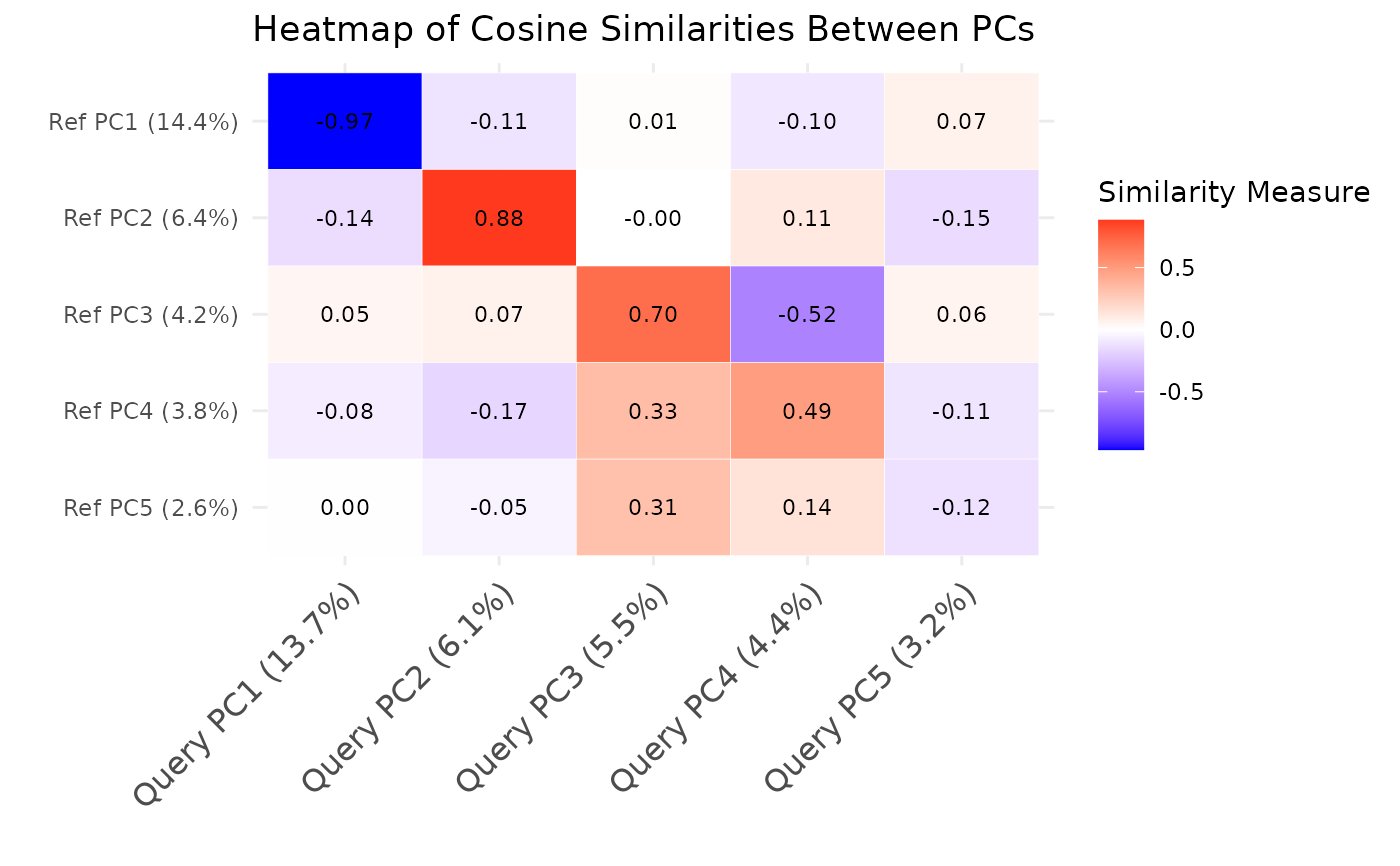 Heatmap of Cosine Similarities Between PCs
Ref PC1 (14.4%) -0.97 -0.11 0.01 -0.10 0.07
Ref PC2 (6.4%) -0.14 0.88 -0.00 0.11 -0.15
Ref PC3 (4.2%) 0.05 0.07 0.70 -0.52 0.06
Ref PC4 (3.8%) -0.08 -0.17 0.33 0.49 -0.11
Ref PC5 (2.6%) 0.00 -0.05 0.31 0.14 -0.12
Query PC1 (13.7%)
Query PC2 (6.1%)
Query PC3 (5.5%)
Query PC4 (4.4%)
Query PC5 (3.2%)
Similarity Measure
0.5
0.0
-0.5